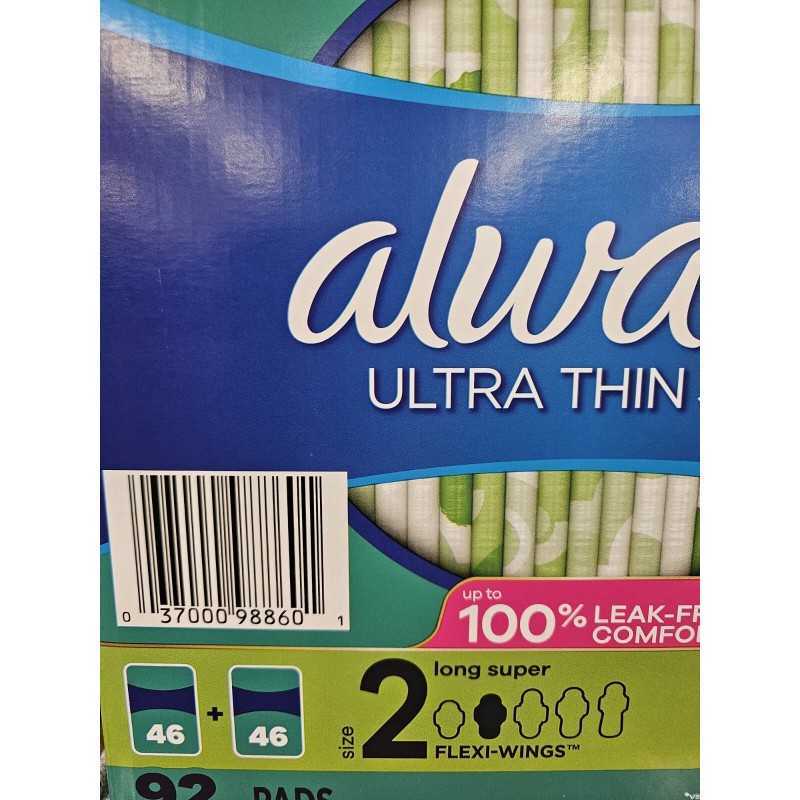 alwa
ULTRA THIN
0 37000 98860 1
up to
100% LEAK-FR
COMFO
46 + 46
size 2
long super
FLEXI-WINGS™
92 PADS